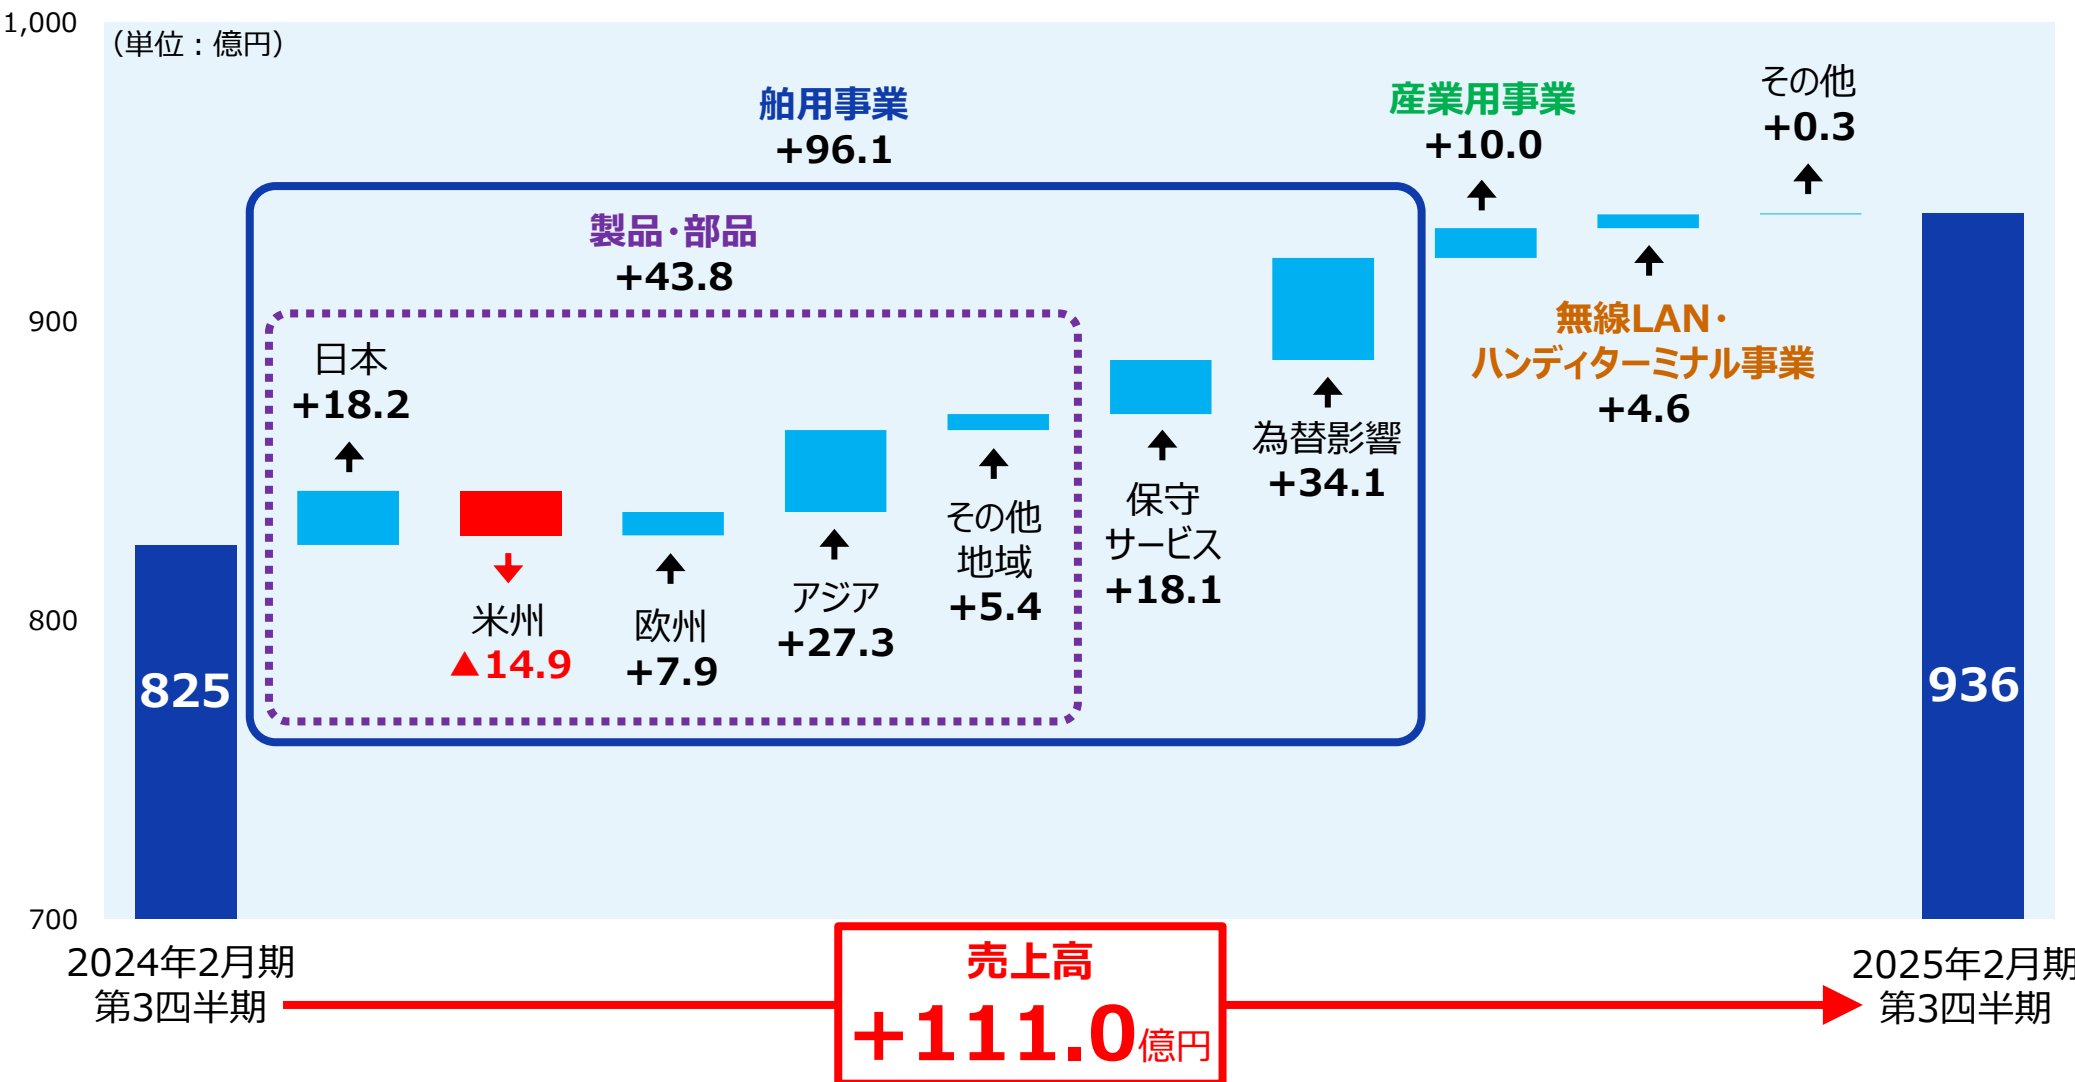 1,000
（単位：億円）
900
800
700
舶用事業
+96.1
製品・部品
+43.8
日本
+18.2
米州
▲14.9
欧州
+7.9
アジア
+27.3
その他
地域
+5.4
保守
サービス
+18.1
為替影響
+34.1
産業用事業
+10.0
無線LAN・
ハンディターミナル事業
+4.6
その他
+0.3
825
936
2024年2月期
第3四半期
売上高
+111.0億円
2025年2月期
第3四半期